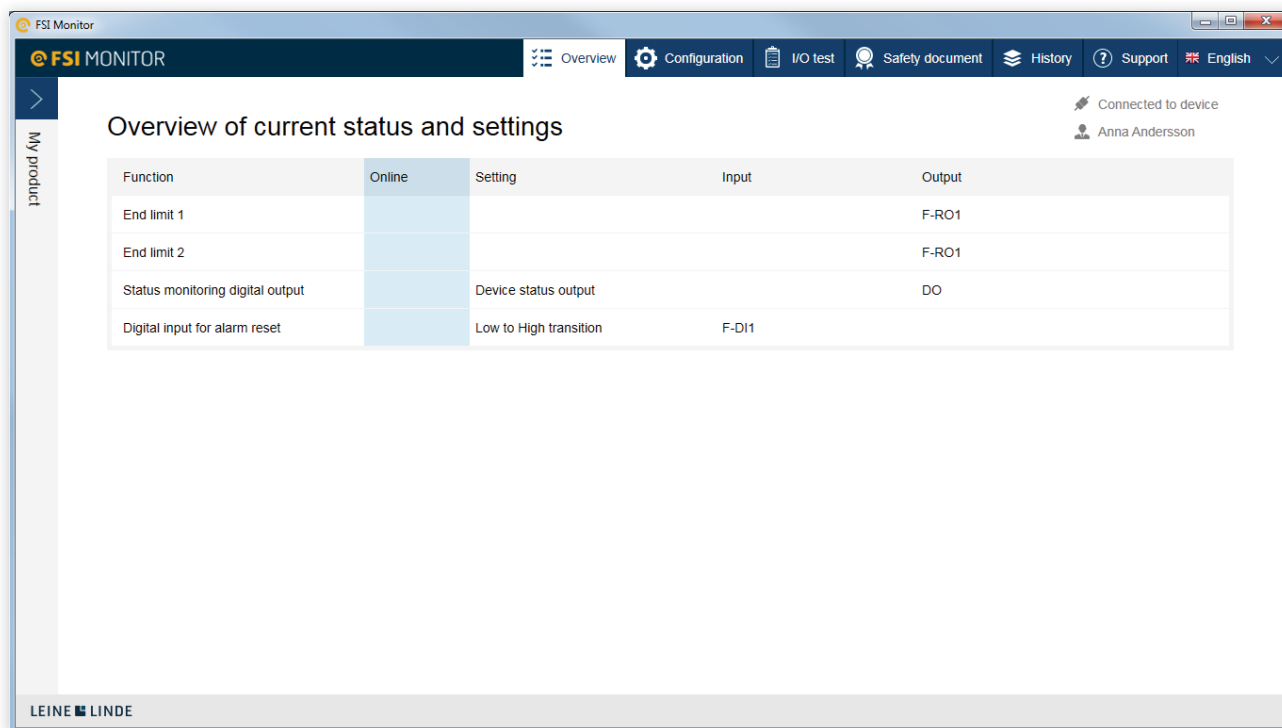 FSI Monitor
FSI MONITOR
Overview Configuration I/O test Safety document History ? Support English
My product
Connected to device
Overview of current status and settings
Anna Andersson
Function Online Setting Input Output
End limit 1 F-RO1
End limit 2 F-RO1
Status monitoring digital output Device status output DO
Digital input for alarm reset Low to High transition F-DI1
LEINE LINDE